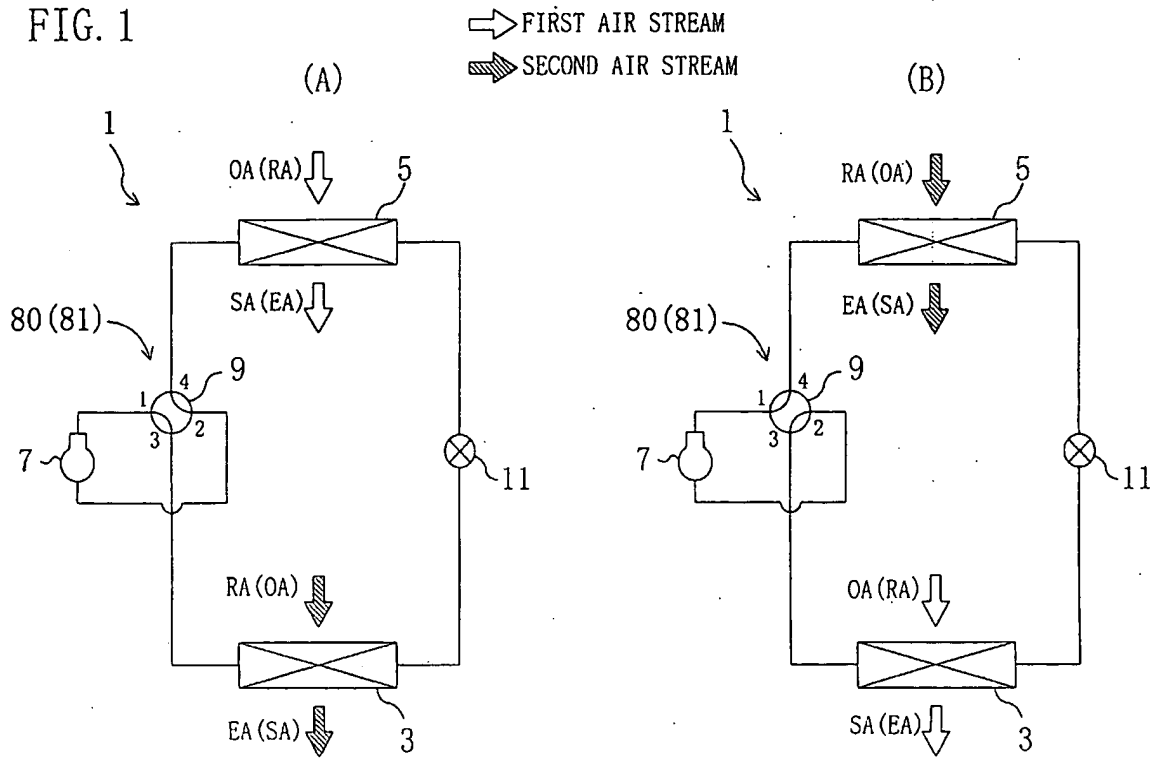 FIG. 1
FIRST AIR STREAM
SECOND AIR STREAM
(A)
1
OA(RA)
5
SA(EA)
80(81)
9
4
1
2
3
7
11
RA(OA)
EA(SA)
3
(B)
1
RA(OA)
5
EA(SA)
80(81)
9
4
1
2
3
7
11
OA(RA)
SA(EA)
3